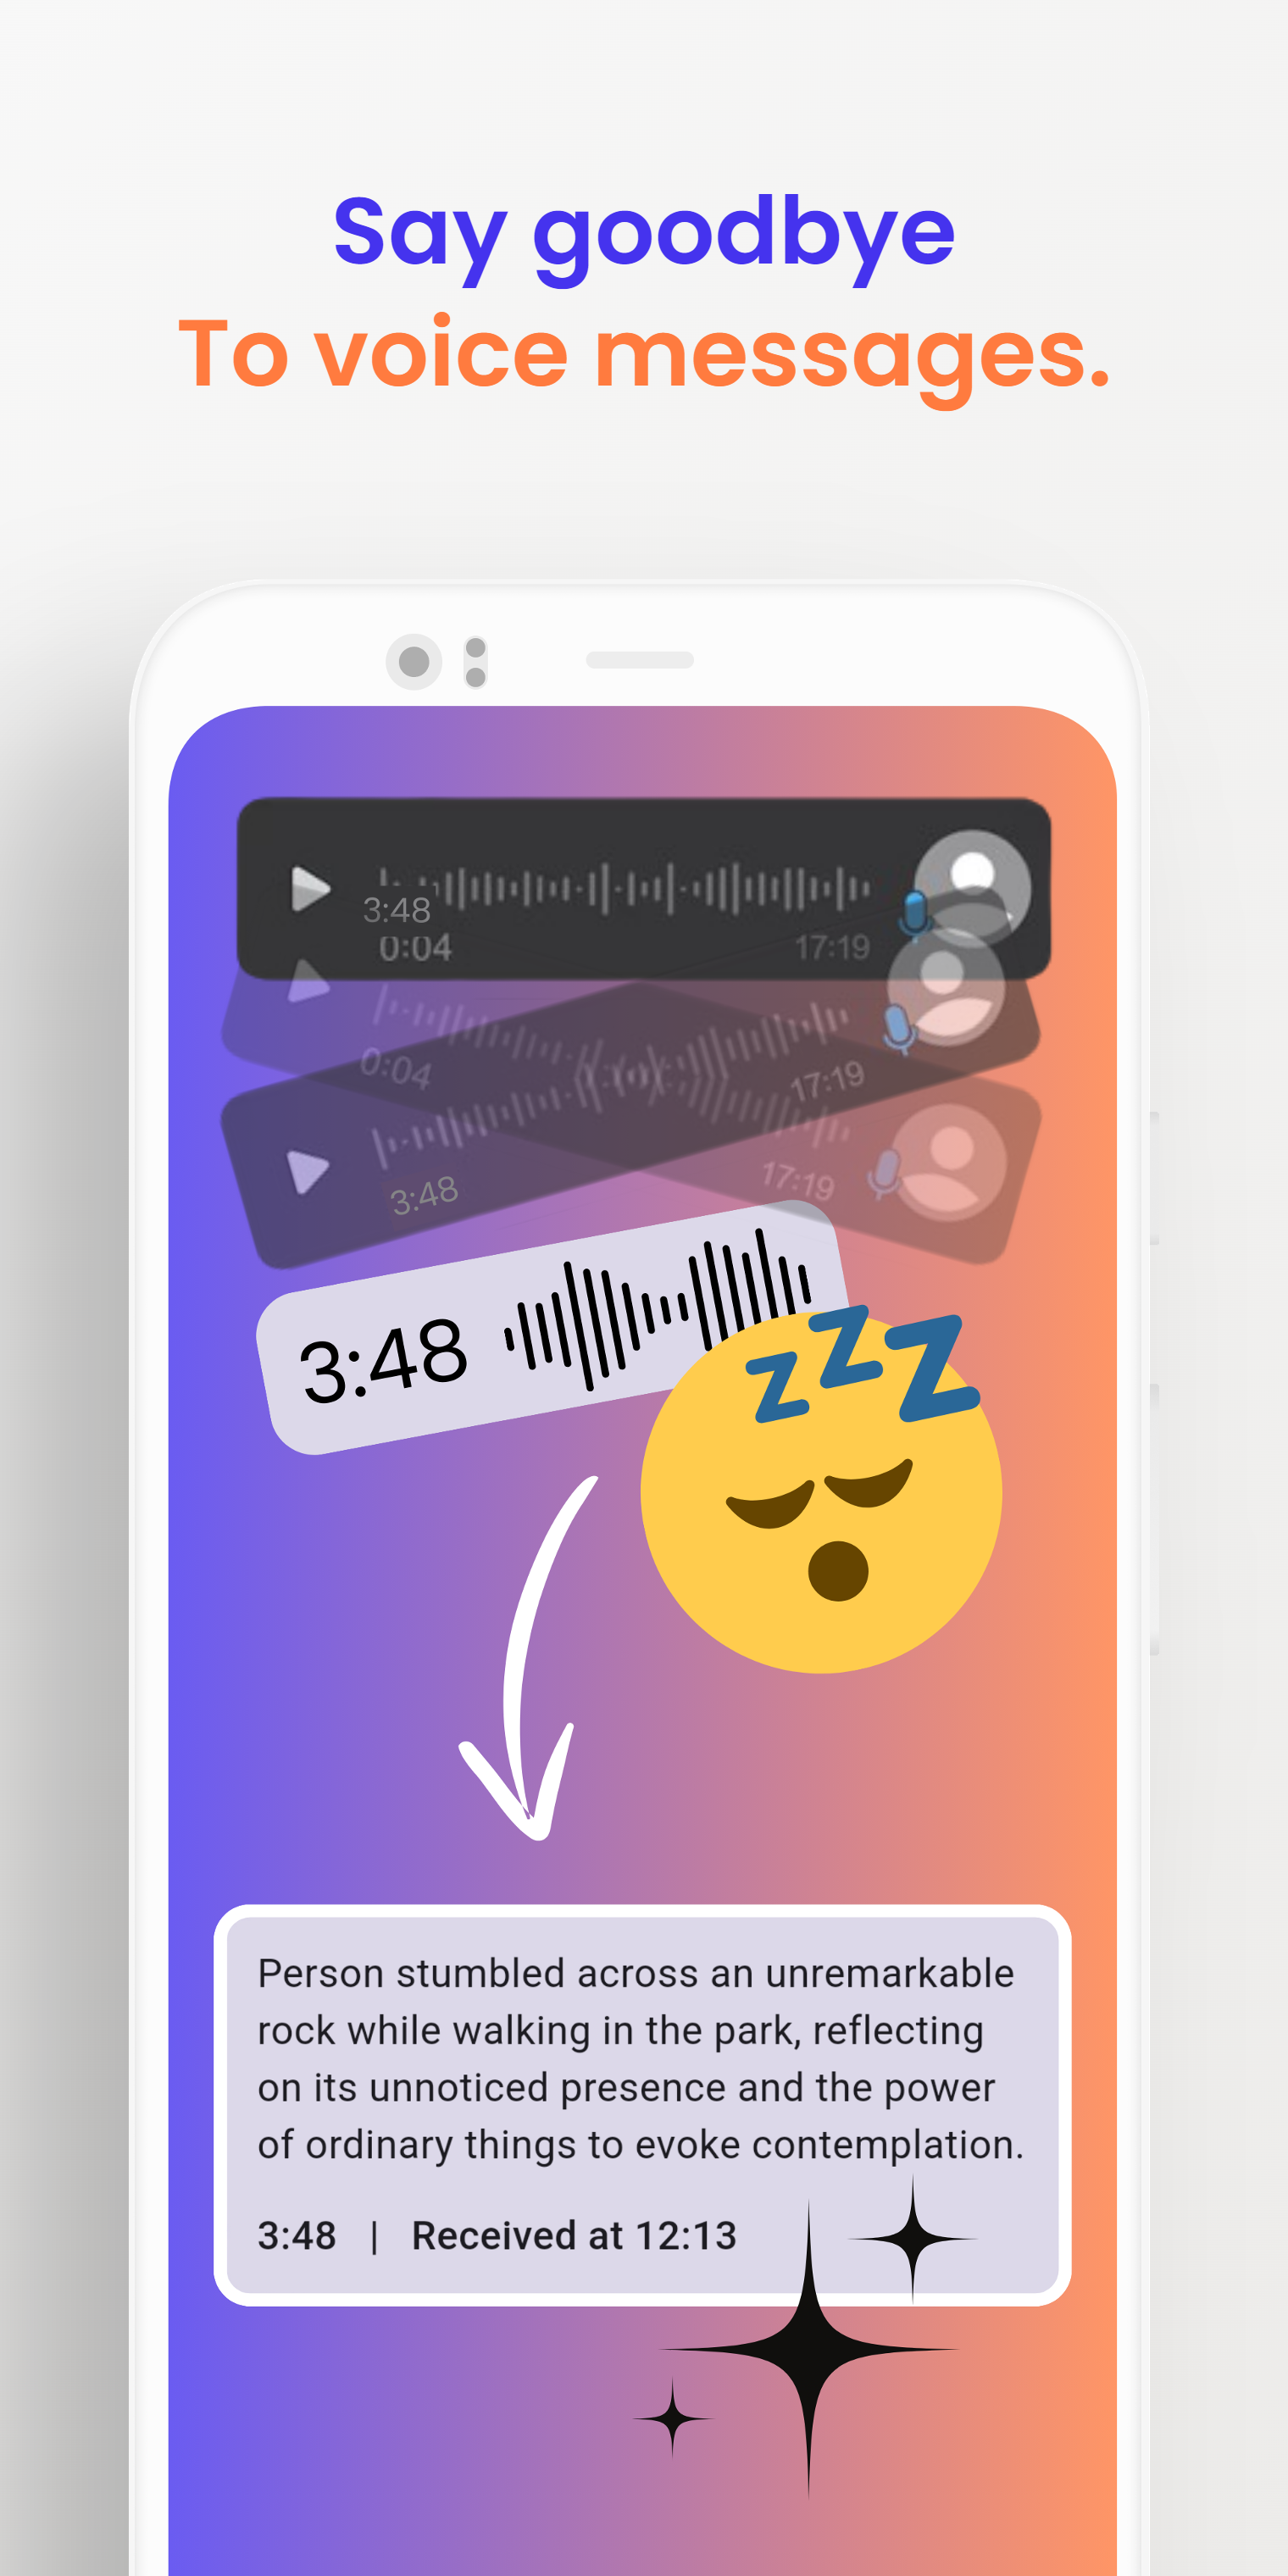 Say goodbye
To voice messages.
3:48
0:04
17:19
0:04
17:19
3:48
17:19
3:48
z z z
Person stumbled across an unremarkable
rock while walking in the park, reflecting
on its unnoticed presence and the power
of ordinary things to evoke contemplation.
3:48 | Received at 12:13